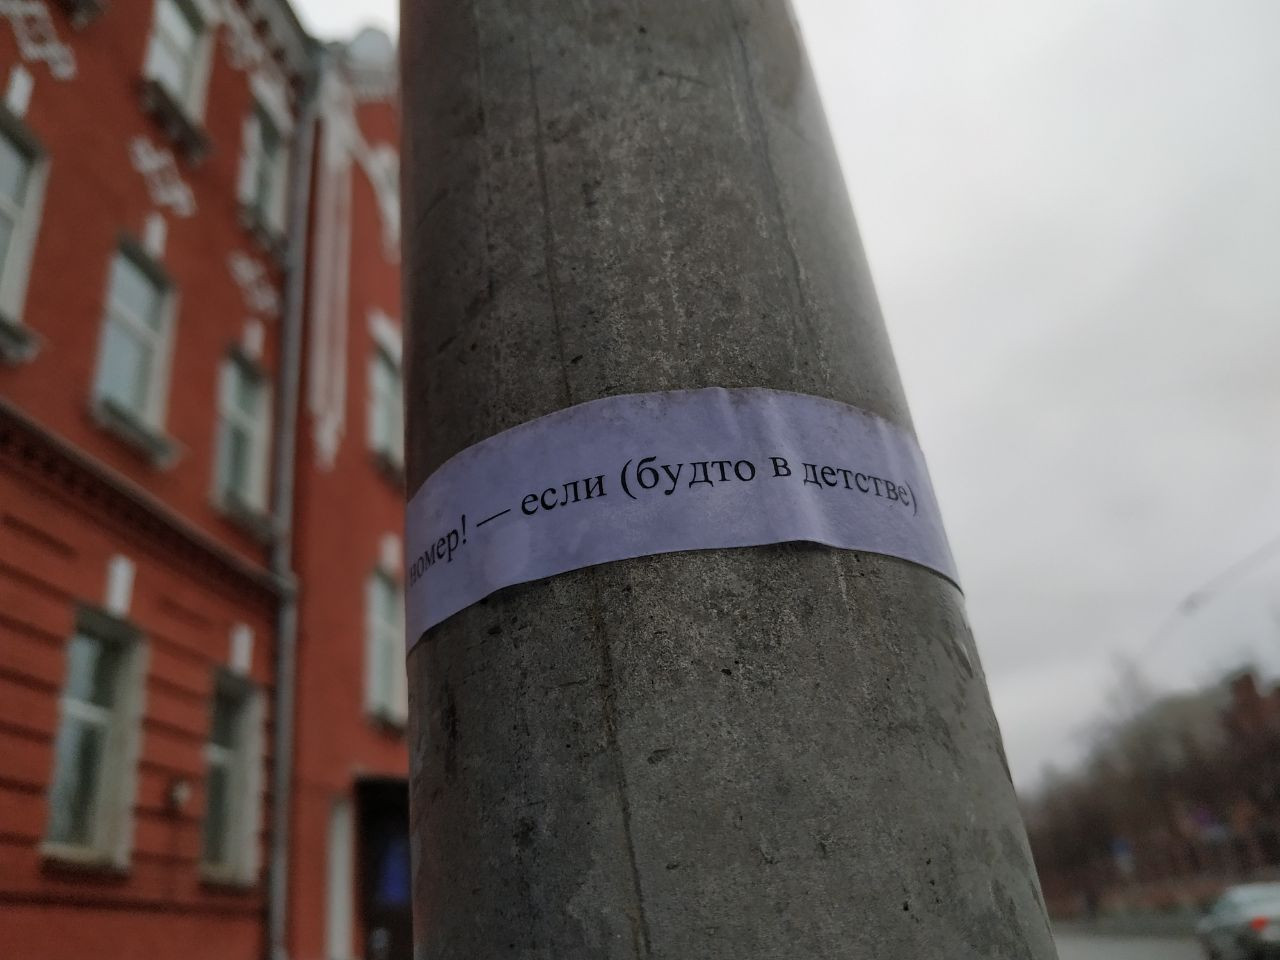 номер! — если (будто в детстве)